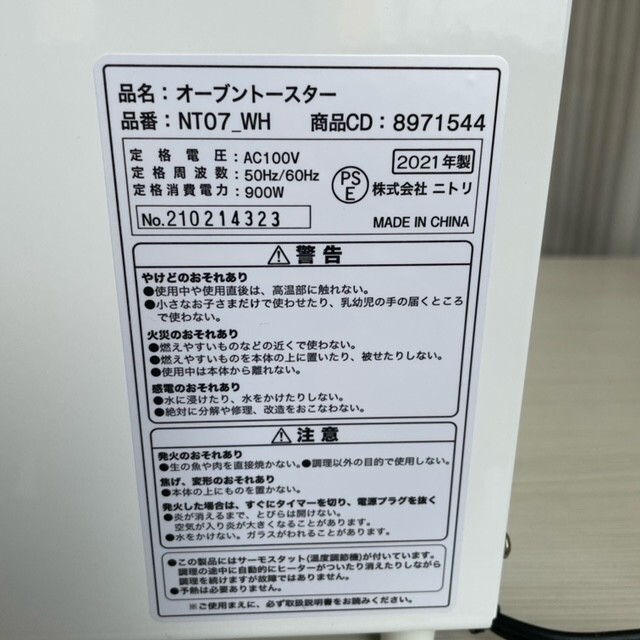 品名：オーブントースター
品番：NT07_WH 商品CD：8971544
定格電圧：AC100V
定格周波数：50Hz/60Hz
定格消費電力：900W
PSE
2021年製
株式会社 ニトリ
No.210214323
MADE IN CHINA
⚠警告
やけどのおそれあり
●使用中や使用直後は、高温部に触れない。
●小さなお子さまだけで使わせたり、乳幼児の手の届くところ
で使わない。
火災のおそれあり
●燃えやすいものなどの近くで使わない。
●燃えやすいものを本体の上に置いたり、被せたりしない。
●使用中は本体から離れない。
感電のおそれあり
●水に浸けたり、水をかけたりしない。
●絶対に分解や修理、改造をおこなわない。
⚠注意
発火のおそれあり
●生の魚や肉を直接焼かない。●調理以外の目的で使用しない。
焦げ、変形のおそれあり
●本体の上にものを置かない。
発火した場合は、すぐにタイマーを切り、電源プラグを抜く
●炎が消えるまで、とびらは開けない。
空気が入り炎が大きくなることがあります。
●水をかけない。ガラスがわれることがあります。
●この製品にはサーモスタット(温度調節機)が付いています。
調理の途中に自動的にヒーターがついたり消えたりしながら
調理を続けますが故障ではありません。
●予熱は必要ありません。
※ご使用まえに、必ず取扱説明書をお読みください。